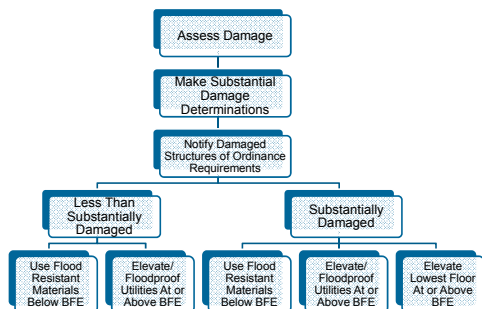 Assess Damage
Make Substantial
Damage
Determinations
Notify Damaged
Structures of Ordinance
Requirements
Less Than
Substantially
Damaged
Substantially
Damaged
Use Flood
Resistant
Materials
Below BFE
Elevate/
Floodproof
Utilities At or
Above BFE
Use Flood
Resistant
Materials
Below BFE
Elevate/
Floodproof
Utilities At or
Above BFE
Elevate
Lowest Floor
At or Above
BFE